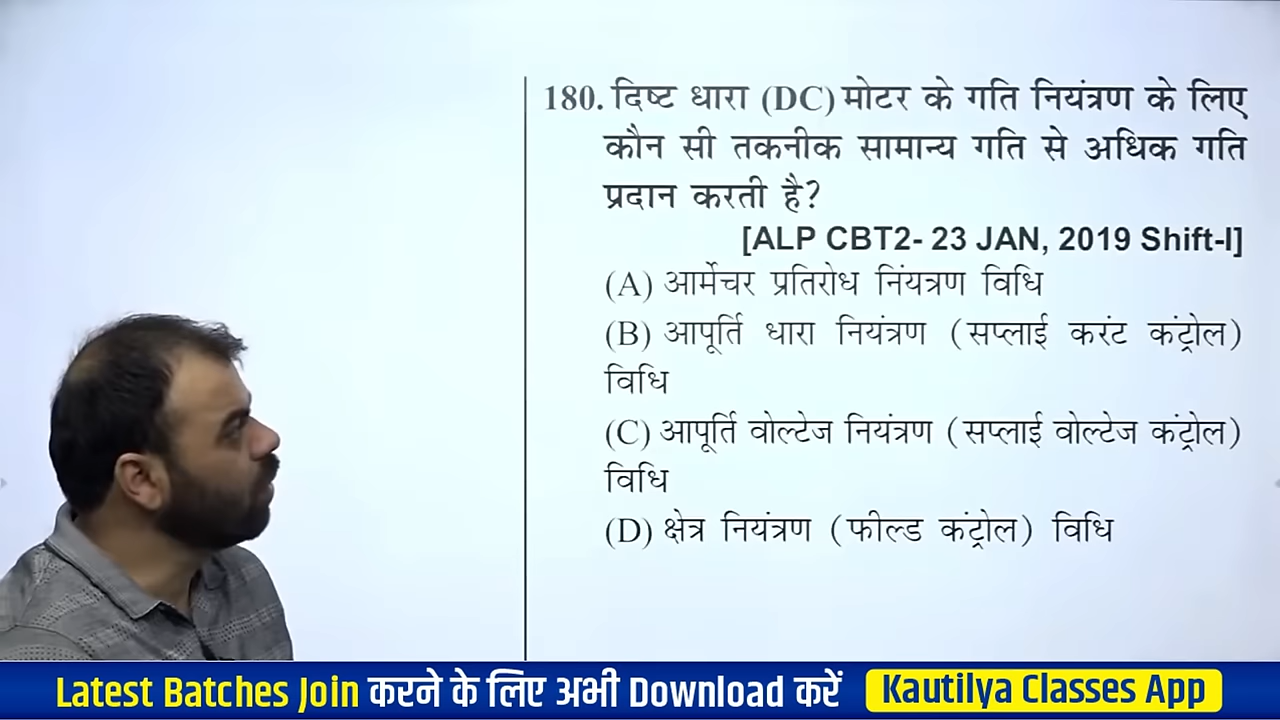 180. दिष्ट धारा (DC) मोटर के गति नियंत्रण के लिए
कौन सी तकनीक सामान्य गति से अधिक गति
प्रदान करती है?
[ALP CBT2- 23 JAN, 2019 Shift-I]
(A) आर्मेचर प्रतिरोध निंयत्रण विधि
(B) आपूर्ति धारा नियंत्रण (सप्लाई करंट कंट्रोल)
विधि
(C) आपूर्ति वोल्टेज नियंत्रण (सप्लाई वोल्टेज कंट्रोल)
विधि
(D) क्षेत्र नियंत्रण (फील्ड कंट्रोल) विधि
Latest Batches Join करने के लिए अभी Download करें Kautilya Classes App